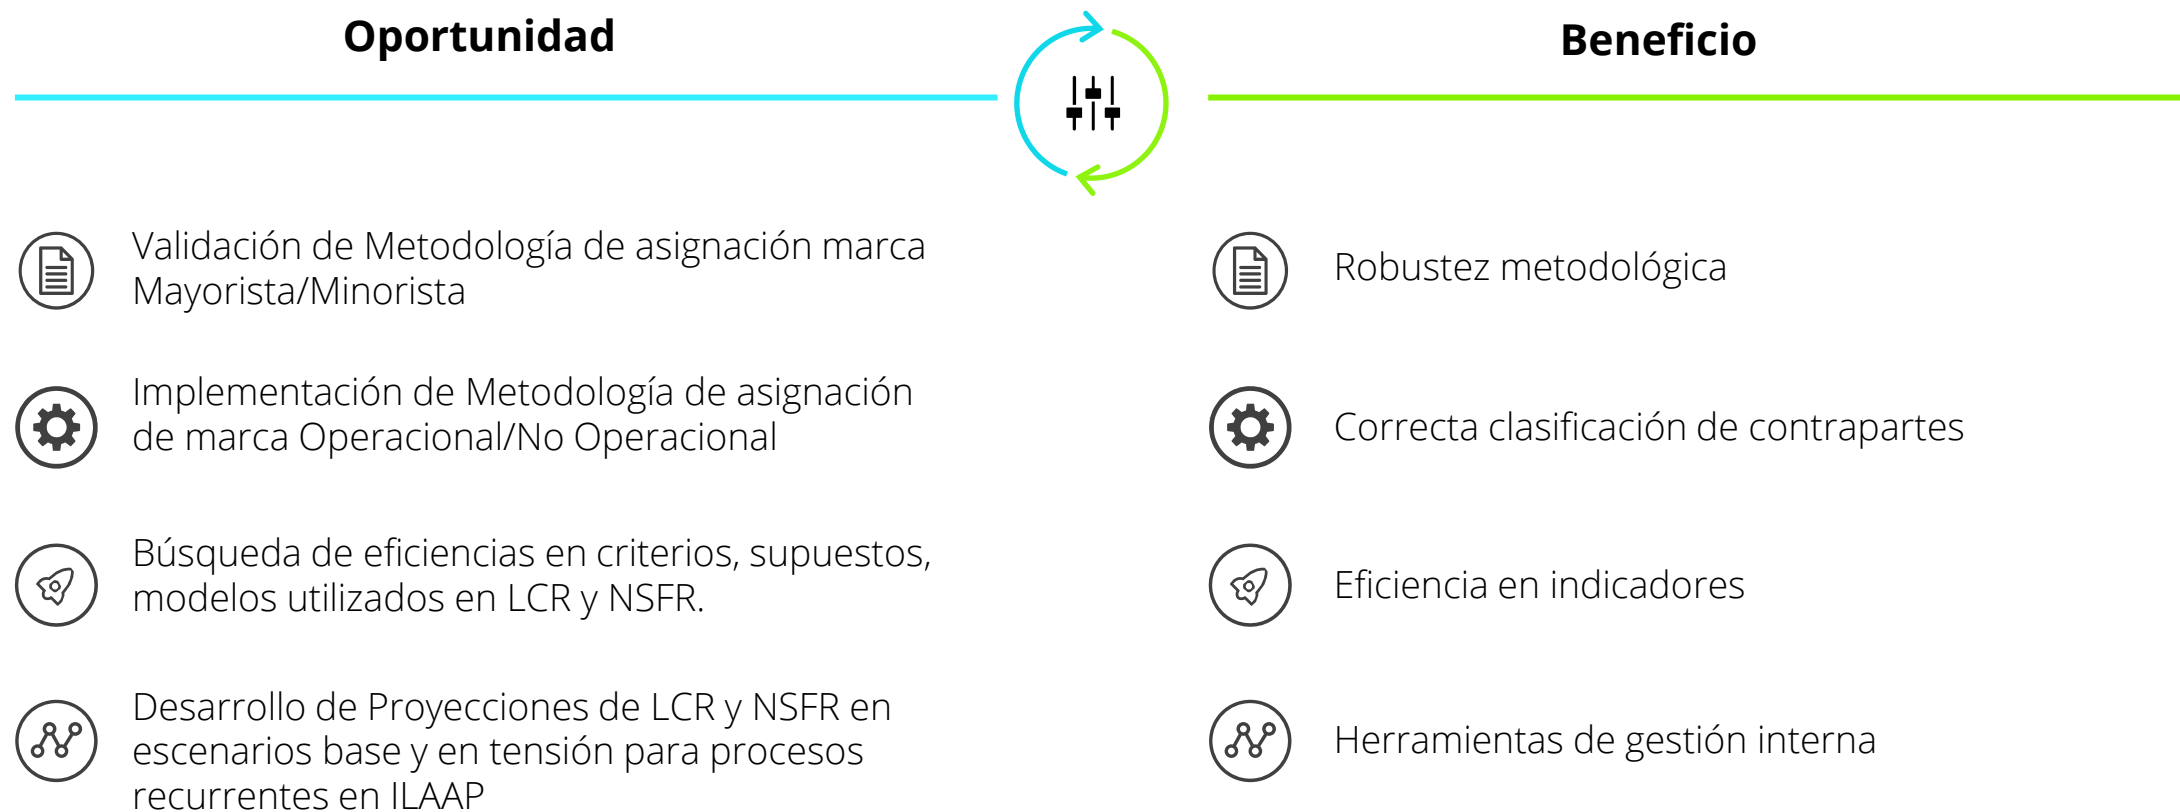 Oportunidad
Beneficio
Validación de Metodología de asignación marca
Mayorista/Minorista
Robustez metodológica
Implementación de Metodología de asignación
de marca Operacional/No Operacional
Correcta clasificación de contrapartes
Búsqueda de eficiencias en criterios, supuestos,
modelos utilizados en LCR y NSFR.
Eficiencia en indicadores
Desarrollo de Proyecciones de LCR y NSFR en
escenarios base y en tensión para procesos
recurrentes en ILAAP
Herramientas de gestión interna